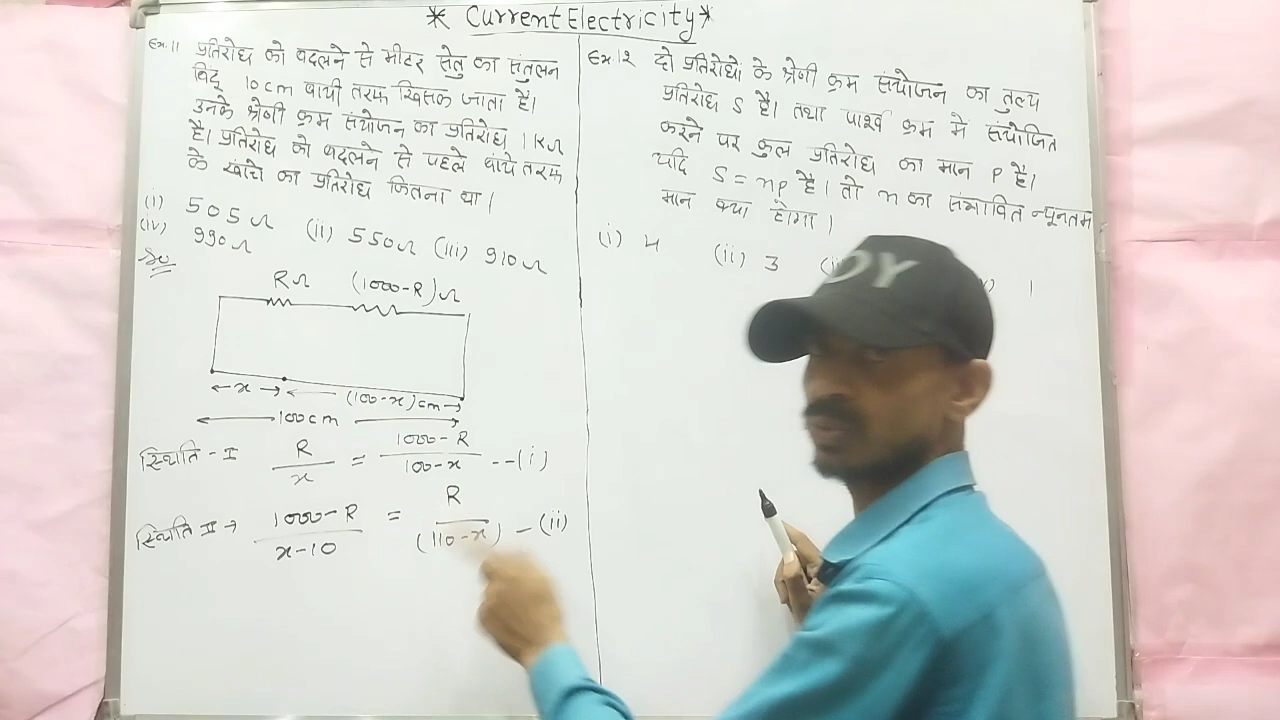 * Current Electricity *
Ex.11 प्रतिरोध को बदलने से मीटर सेतु का संतुलन
बिंदु 10cm बायीं तरफ खिसक जाता है।
उनके श्रेणी क्रम संयोजन का प्रतिरोध 1KΩ
है। प्रतिरोध को बदलने से पहले बांये तरफ
के खांचे का प्रतिरोध कितना था।
(i) 505Ω (ii) 550Ω (iii) 910Ω
(iv) 990Ω
RΩ (1000-R)Ω
x (100-x)cm
100cm
स्थिति-I R/x = 1000-R/100-x --(i)
स्थिति II → 1000-R/x-10 = R/(110-x) -(ii)
Ex.12 दो प्रतिरोधो के श्रेणी क्रम संयोजन का तुल्य
प्रतिरोध S है। तथा पार्श्व क्रम में संयोजित
करने पर कुल प्रतिरोध का मान P है।
यदि S = np है। तो n का संभावित न्यूनतम
मान क्या होगा।
(i) 4 (ii) 3 1